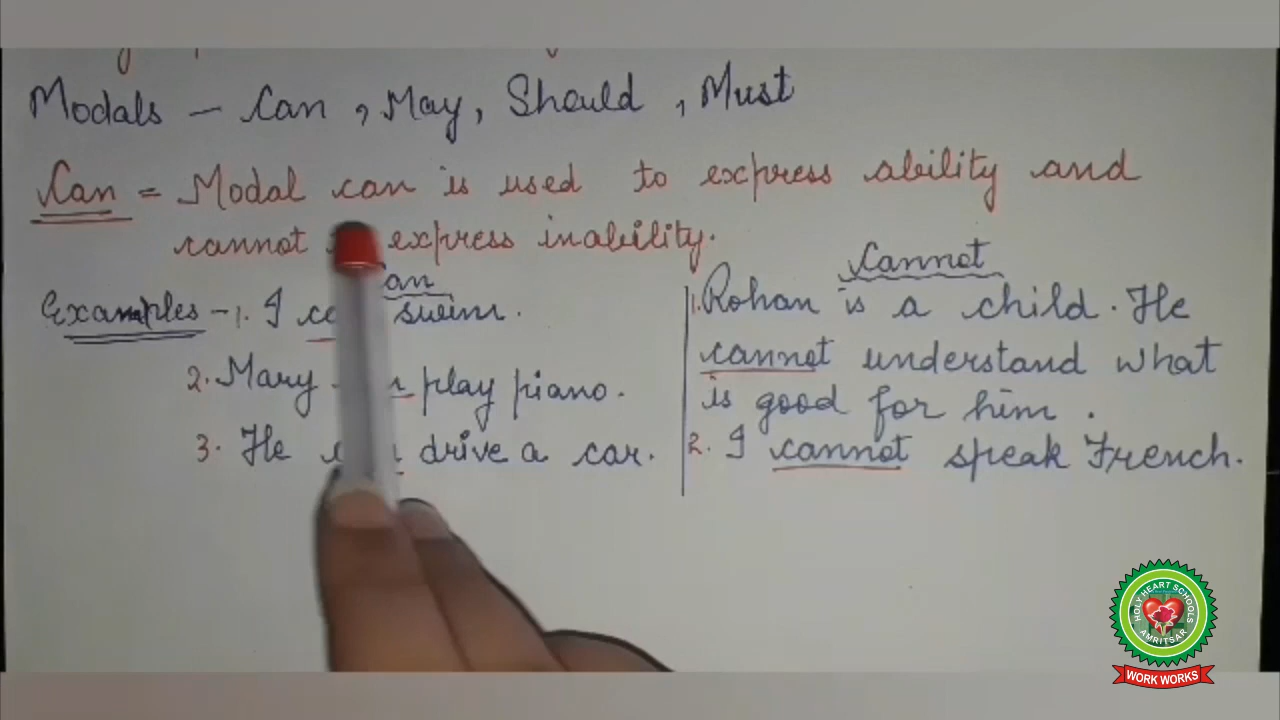 Modals - Can, May, Should, Must
Can = Modal can is used to express ability and
cannot express inability.
Cannot
Examples - 1. I swim.
2. Mary play piano.
3. He drive a car.
1. Rohan is a child. He
cannot understand what
is good for him.
2. I cannot speak French.
HOLY HEART SCHOOLS
AMRITSAR
WORK WORKS